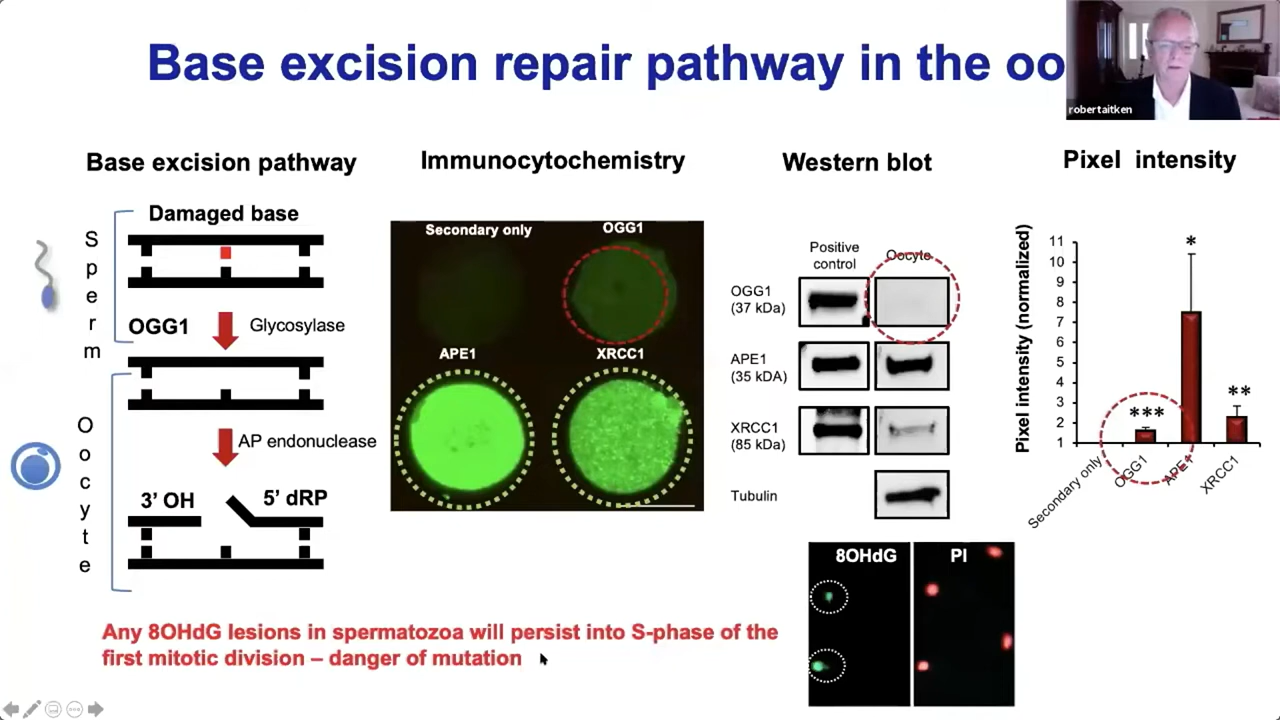 Base excision repair pathway in the oo
robertaitken
Base excision pathway
Immunocytochemistry
Western blot
Pixel intensity
Damaged base
Sperm
OGG1
Glycosylase
Oocyte
AP endonuclease
3' OH
5' dRP
Secondary only
OGG1
APE1
XRCC1
Positive
control
Oocyte
OGG1
(37 kDa)
APE1
(35 kDA)
XRCC1
(85 kDa)
Tubulin
8OHdG
PI
Pixel intensity (normalized)
11
10
9
8
7
6
5
4
3
2
1
*
***
**
Secondary only
OGG1
APE1
XRCC1
Any 8OHdG lesions in spermatozoa will persist into S-phase of the
first mitotic division – danger of mutation